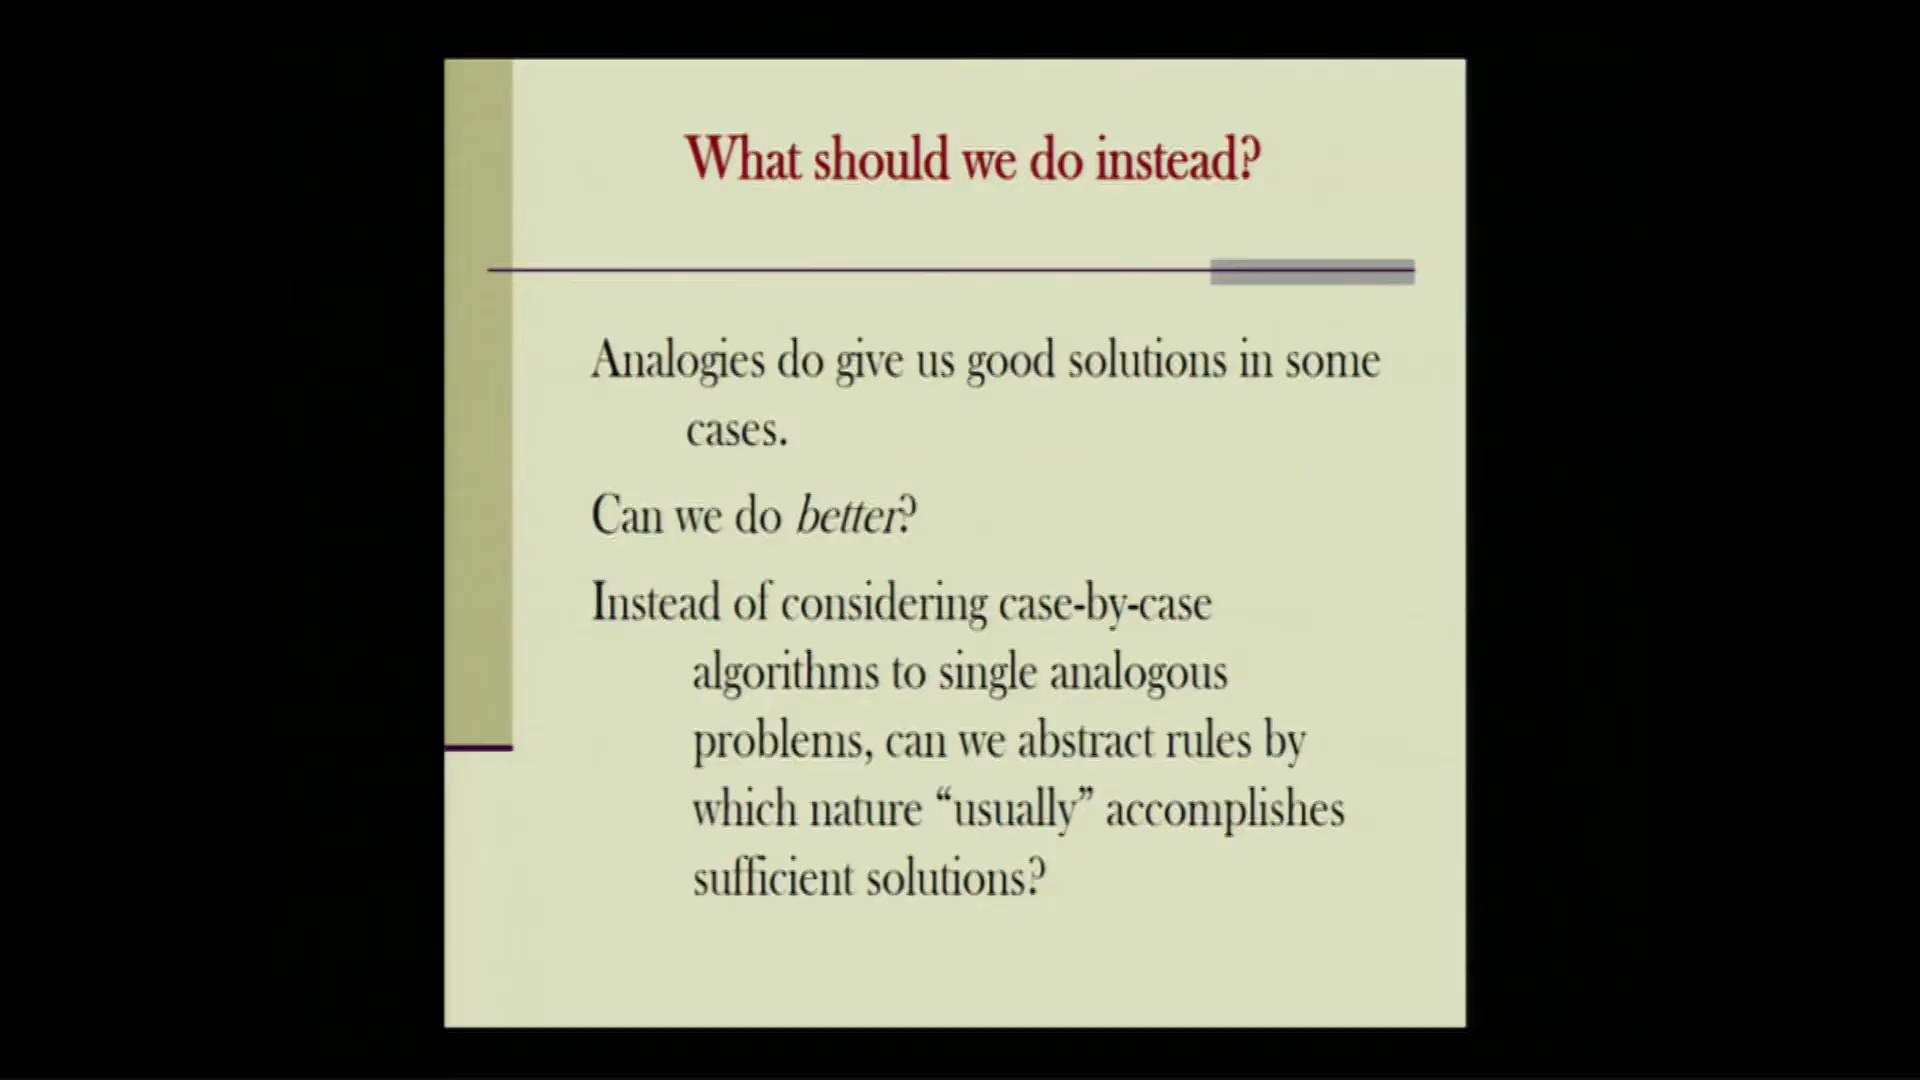 What should we do instead?
Analogies do give us good solutions in some
cases.
Can we do better?
Instead of considering case-by-case
algorithms to single analogous
problems, can we abstract rules by
which nature “usually” accomplishes
sufficient solutions?